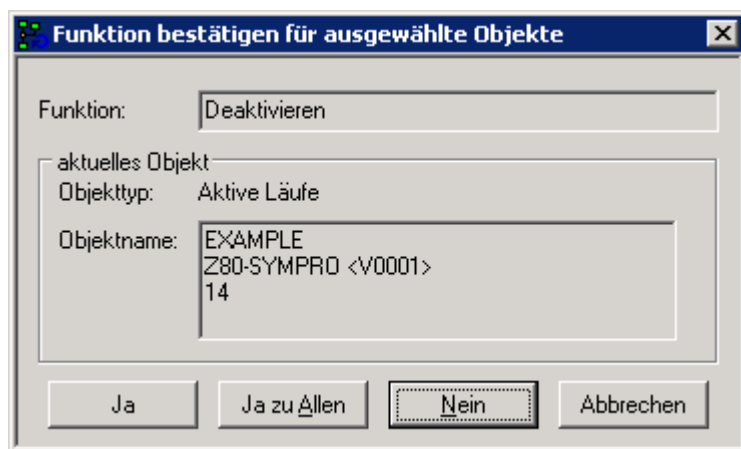 Funktion bestätigen für ausgewählte Objekte
Funktion: Deaktivieren
aktuelles Objekt
Objekttyp: Aktive Läufe
Objektname: EXAMPLE
Z80-SYMPRO <V0001>
14
Ja Ja zu Allen Nein Abbrechen